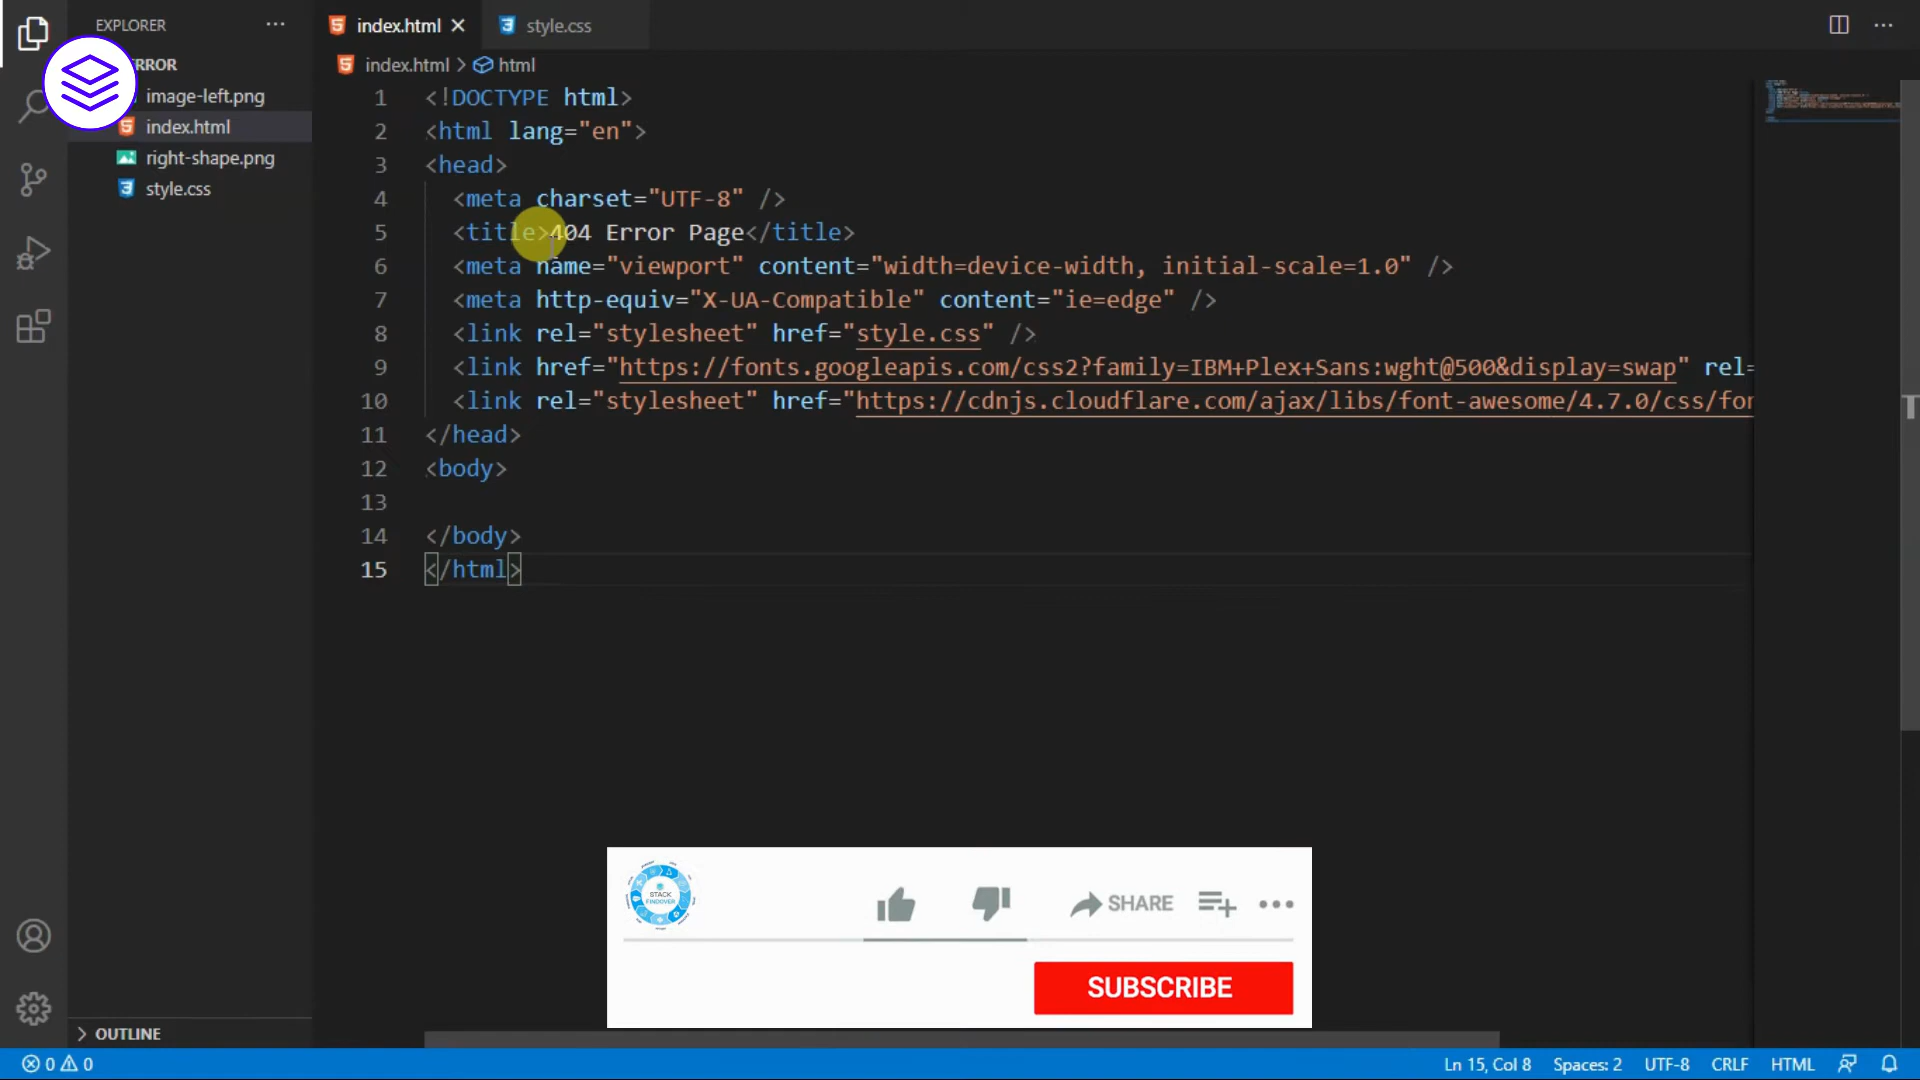 EXPLORER
RROR
image-left.png
index.html
right-shape.png
style.css
OUTLINE
index.html
style.css
index.html > html
1 <!DOCTYPE html>
2 <html lang="en">
3 <head>
4 <meta charset="UTF-8" />
5 <title>404 Error Page</title>
6 <meta name="viewport" content="width=device-width, initial-scale=1.0" />
7 <meta http-equiv="X-UA-Compatible" content="ie=edge" />
8 <link rel="stylesheet" href="style.css" />
9 <link href="https://fonts.googleapis.com/css2?family=IBM+Plex+Sans:wght@500&display=swap" rel=
10 <link rel="stylesheet" href="https://cdnjs.cloudflare.com/ajax/libs/font-awesome/4.7.0/css/fon
11 </head>
12 <body>
13
14 </body>
15 </html>
STACK
FINDOVER
SHARE
SUBSCRIBE
0 0
Ln 15, Col 8 Spaces: 2 UTF-8 CRLF HTML